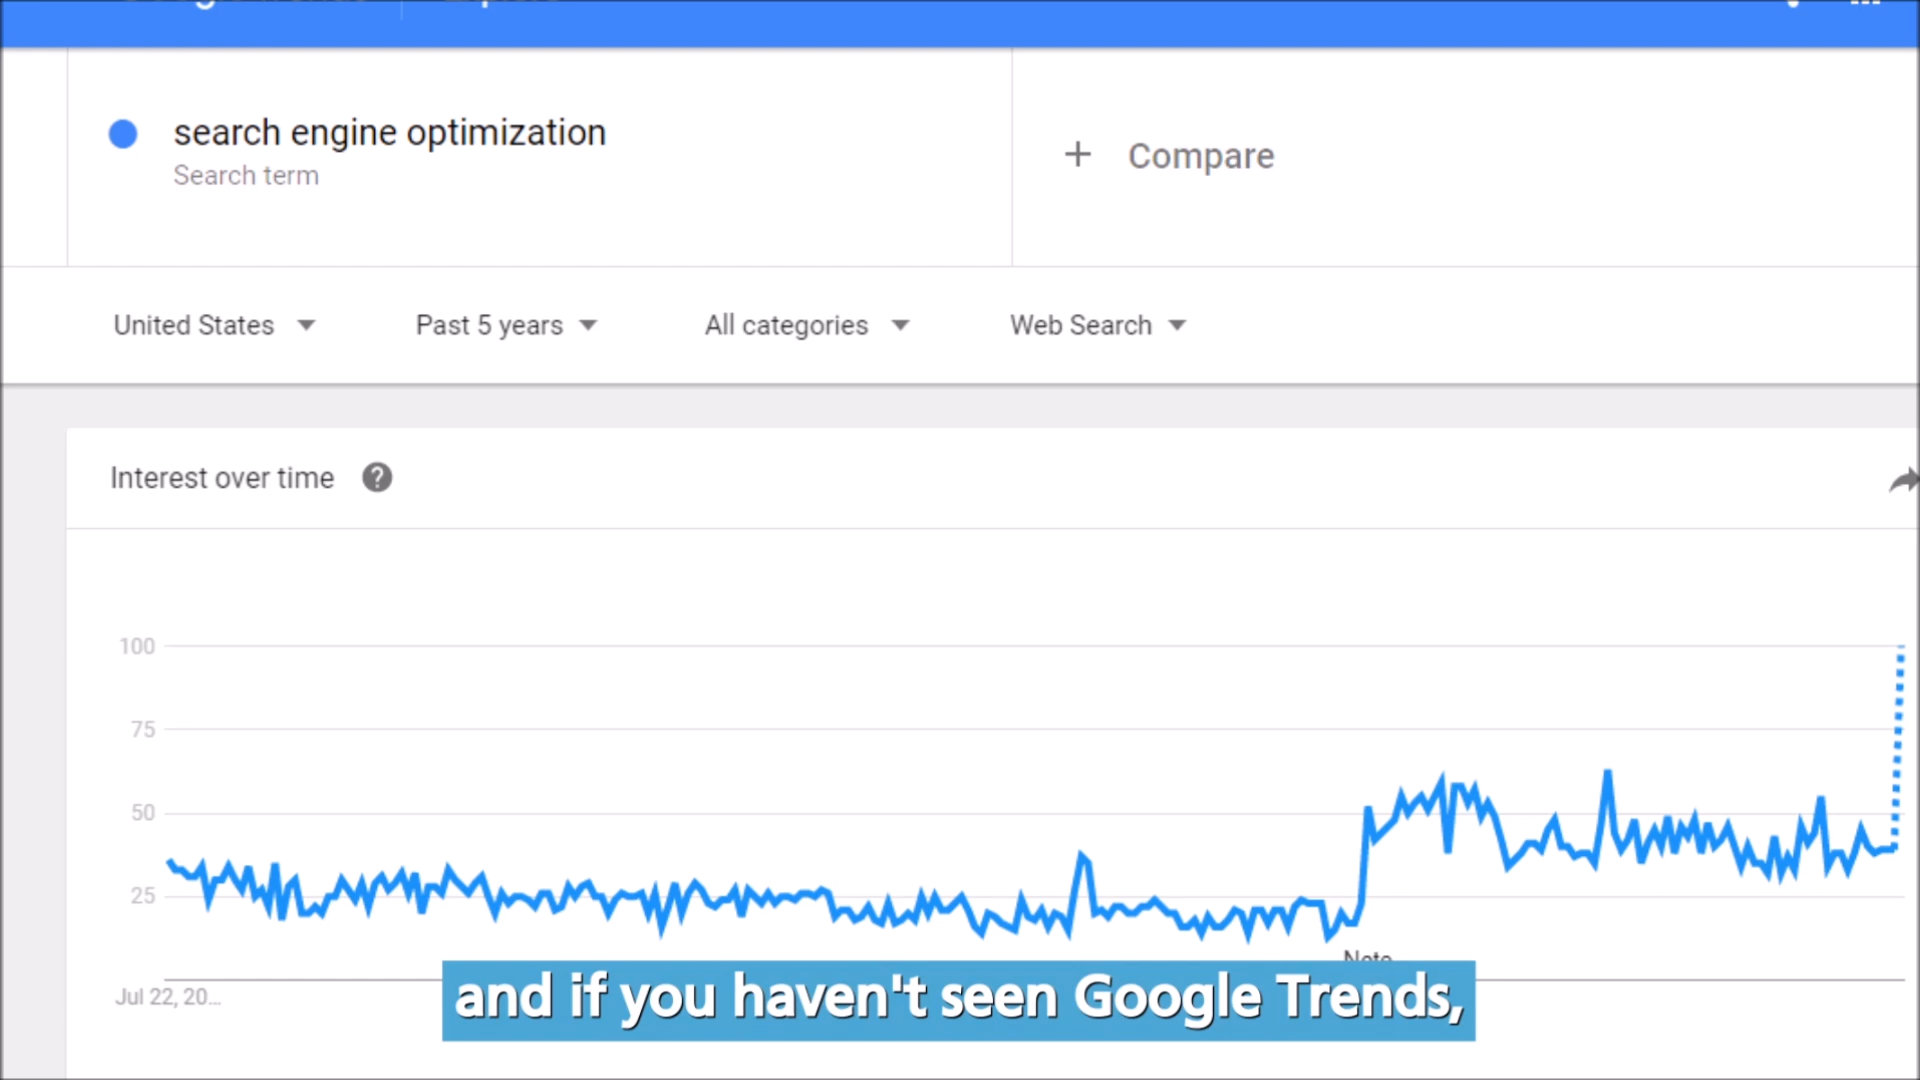 search engine optimization
Search term
+ Compare
United States
Past 5 years
All categories
Web Search
Interest over time
100
75
50
25
Note
Jul 22, 20...
and if you haven't seen Google Trends,